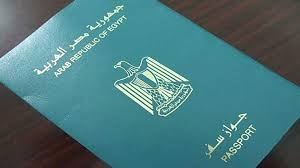 جمهورية مصر العربية
ARAB REPUBLIC OF EGYPT
جواز سفر
PASSPORT